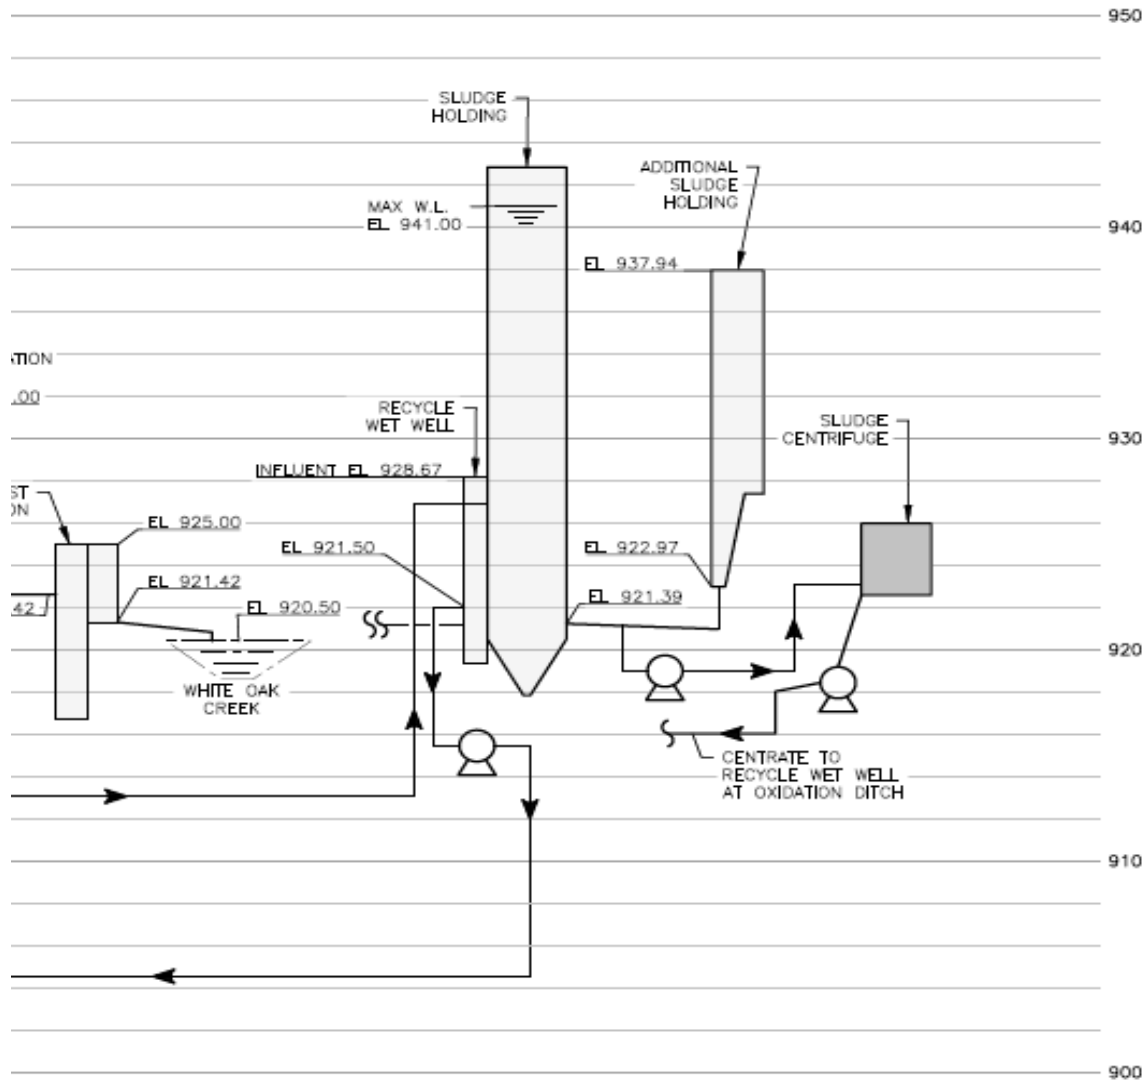 950
SLUDGE
HOLDING
ADDITIONAL
SLUDGE
HOLDING
MAX W.L.
EL 941.00
940
EL 937.94
.00
RECYCLE
WET WELL
SLUDGE
CENTRIFUGE
930
INFLUENT EL 928.67
ST
EL 925.00
EL 921.50
EL 922.97
EL 921.42
EL 921.39
.42
EL 920.50
920
WHITE OAK
CREEK
CENTRATE TO
RECYCLE WET WELL
AT OXIDATION DITCH
910
900